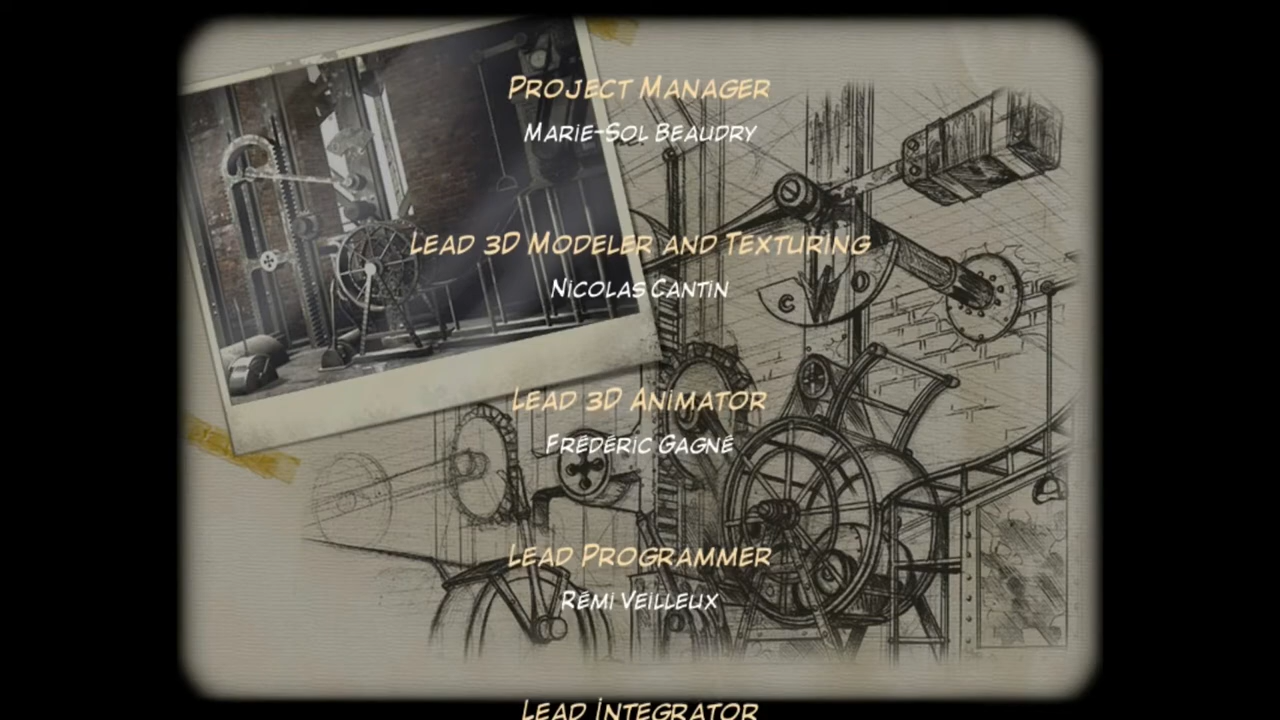 Project Manager
Marie-Sol Beaudry
Lead 3D Modeler and Texturing
Nicolas Cantin
Lead 3D Animator
Frédéric Gagné
Lead Programmer
Rémi Veilleux
Lead Integrator
C
D